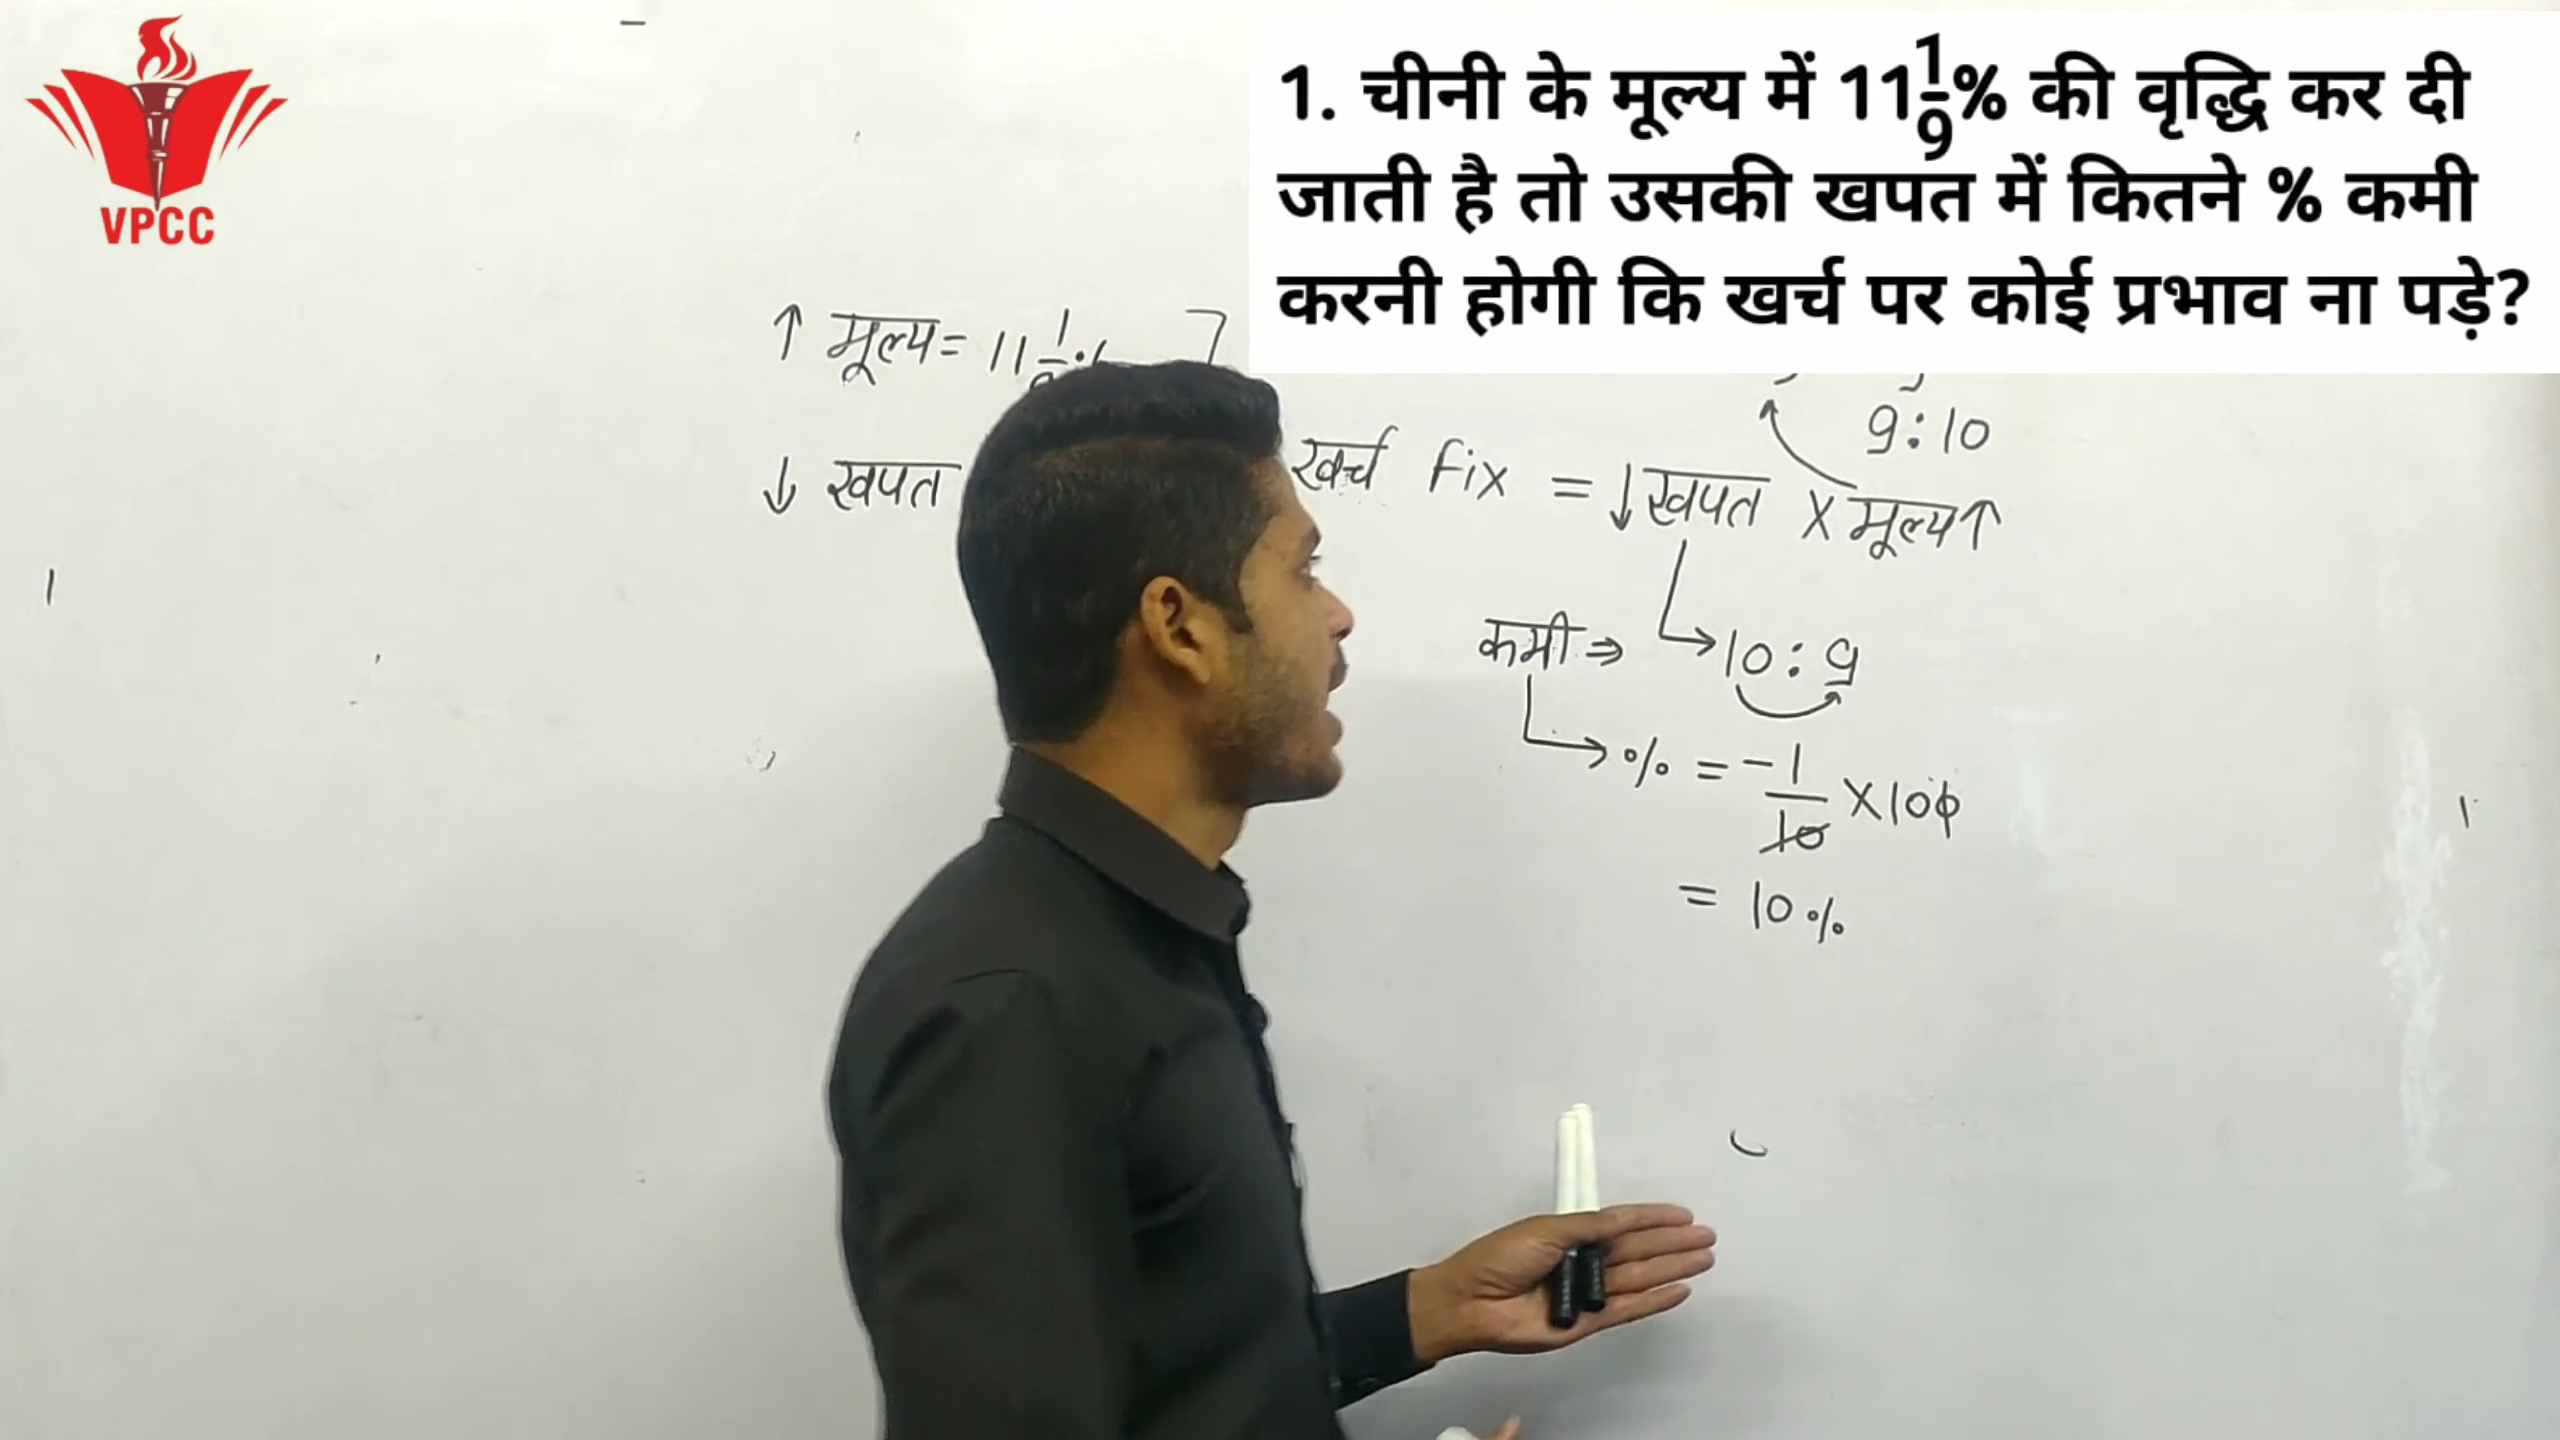 VPCC
1. चीनी के मूल्य में 11 1/9% की वृद्धि कर दी
जाती है तो उसकी खपत में कितने % कमी
करनी होगी कि खर्च पर कोई प्रभाव ना पड़े?
↑ मूल्य = 11 1/
↓ खपत
9:10
खर्च Fix = ↓खपत X मूल्य↑
कमी ⇒ 10:9
% = -1/10 X 100
= 10%